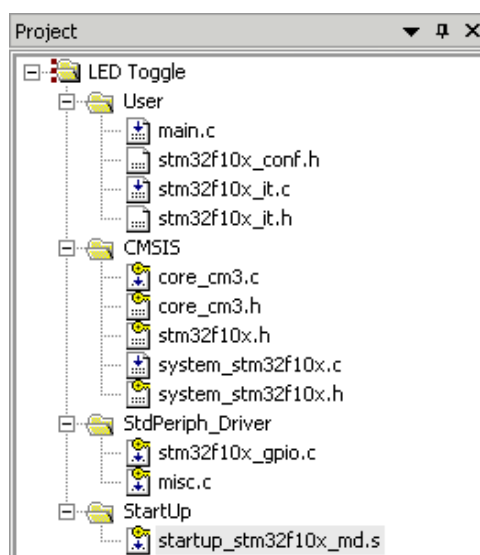 Project
LED Toggle
User
main.c
stm32f10x_conf.h
stm32f10x_it.c
stm32f10x_it.h
CMSIS
core_cm3.c
core_cm3.h
stm32f10x.h
system_stm32f10x.c
system_stm32f10x.h
StdPeriph_Driver
stm32f10x_gpio.c
misc.c
StartUp
startup_stm32f10x_md.s